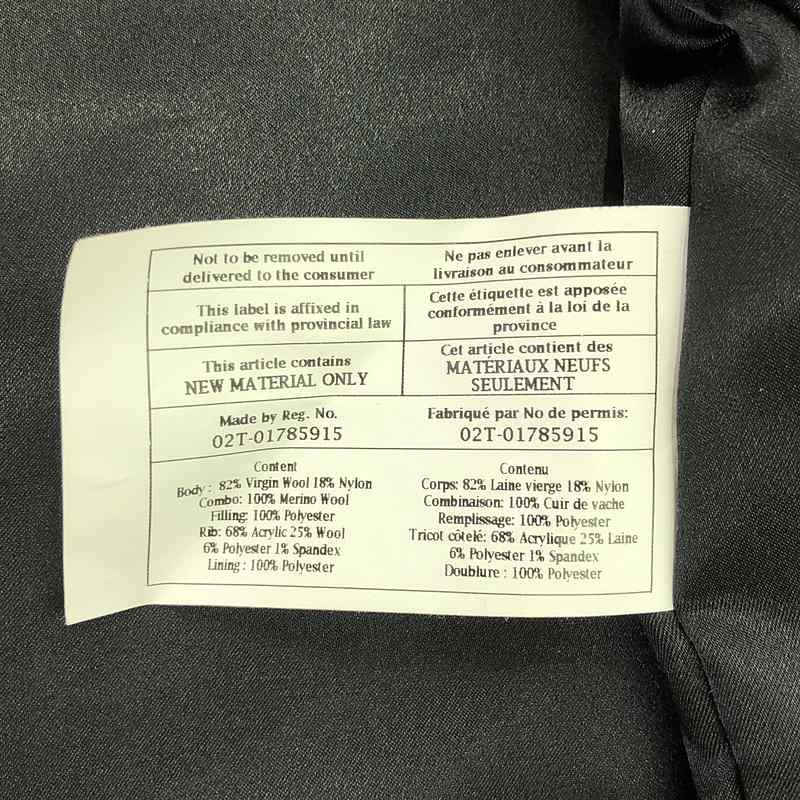 Not to be removed until
delivered to the consumer
Ne pas enlever avant la
livraison au consommateur
This label is affixed in
compliance with provincial law
Cette étiquette est apposée
conformément à la loi de la
province
This article contains
NEW MATERIAL ONLY
Cet article contient des
MATÉRIAUX NEUFS
SEULEMENT
Made by Reg. No.
02T-01785915
Fabriqué par No de permis:
02T-01785915
Content
Body : 82% Virgin Wool 18% Nylon
Combo: 100% Merino Wool
Filling: 100% Polyester
Rib: 68% Acrylic 25% Wool
6% Polyester 1% Spandex
Lining : 100% Polyester
Contenu
Corps: 82% Laine vierge 18% Nylon
Combinaison: 100% Cuir de vache
Remplissage: 100% Polyester
Tricot côtelé: 68% Acrylique 25% Laine
6% Polyester 1% Spandex
Doublure : 100% Polyester